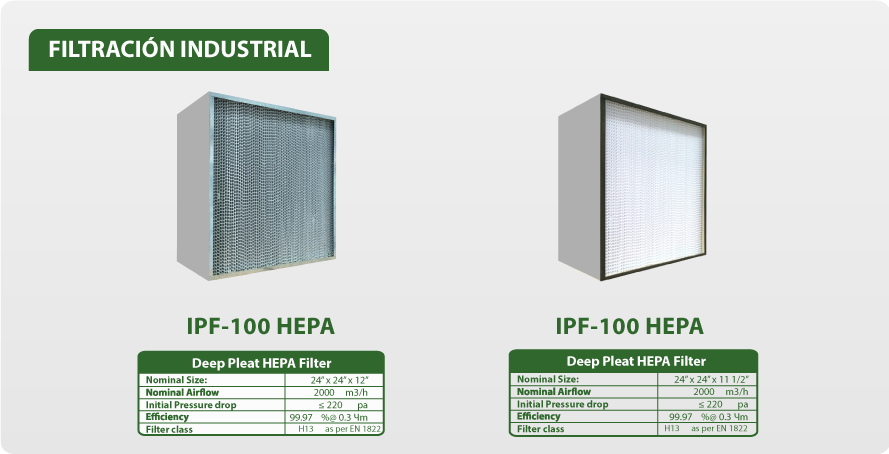 FILTRACIÓN INDUSTRIAL
IPF-100 HEPA
Deep Pleat HEPA Filter
Nominal Size: 24” x 24” x 12”
Nominal Airflow 2000 m3/h
Initial Pressure drop ≤ 220 pa
Efficiency 99.97 %@ 0.3 Чm
Filter class H13 as per EN 1822
IPF-100 HEPA
Deep Pleat HEPA Filter
Nominal Size: 24” x 24” x 11 1/2”
Nominal Airflow 2000 m3/h
Initial Pressure drop ≤ 220 pa
Efficiency 99.97 %@ 0.3 Чm
Filter class H13 as per EN 1822